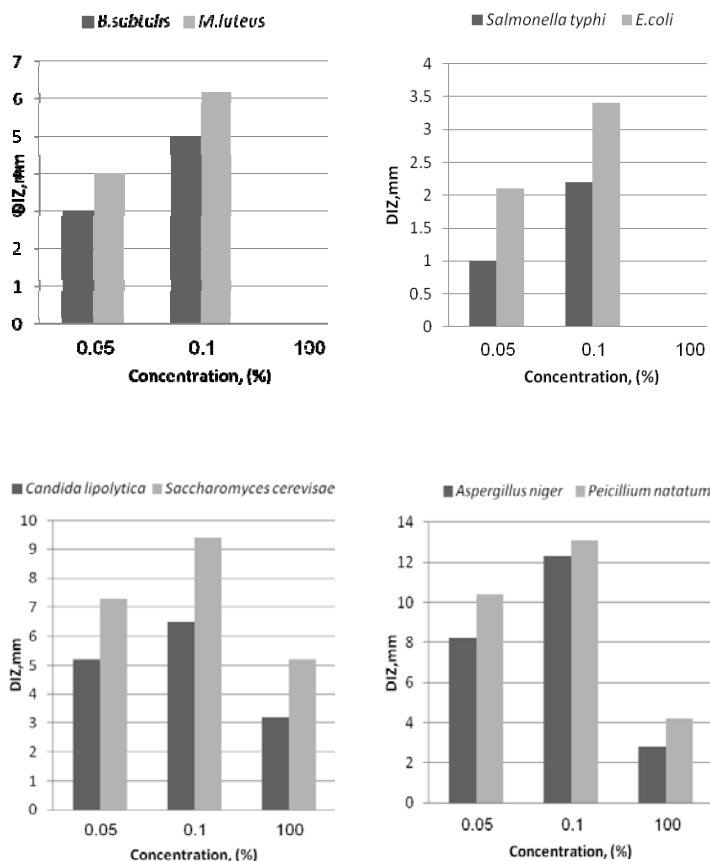 B.subtulis M.luteus
7
6
5
4
3
2
1
0
DIZ,mm
0.05 0.1 100
Concentration, (%)
Salmonella typhi E.coli
4
3.5
3
2.5
2
1.5
1
0.5
0
DIZ,mm
0.05 0.1 100
Concentration, (%)
Candida lipolytica Saccharomyces cerevisae
10
9
8
7
6
5
4
3
2
1
0
DIZ,mm
0.05 0.1 100
Concentration, (%)
Aspergillus niger Peicillium natatum
14
12
10
8
6
4
2
0
DIZ,mm
0.05 0.1 100
Concentration, (%)